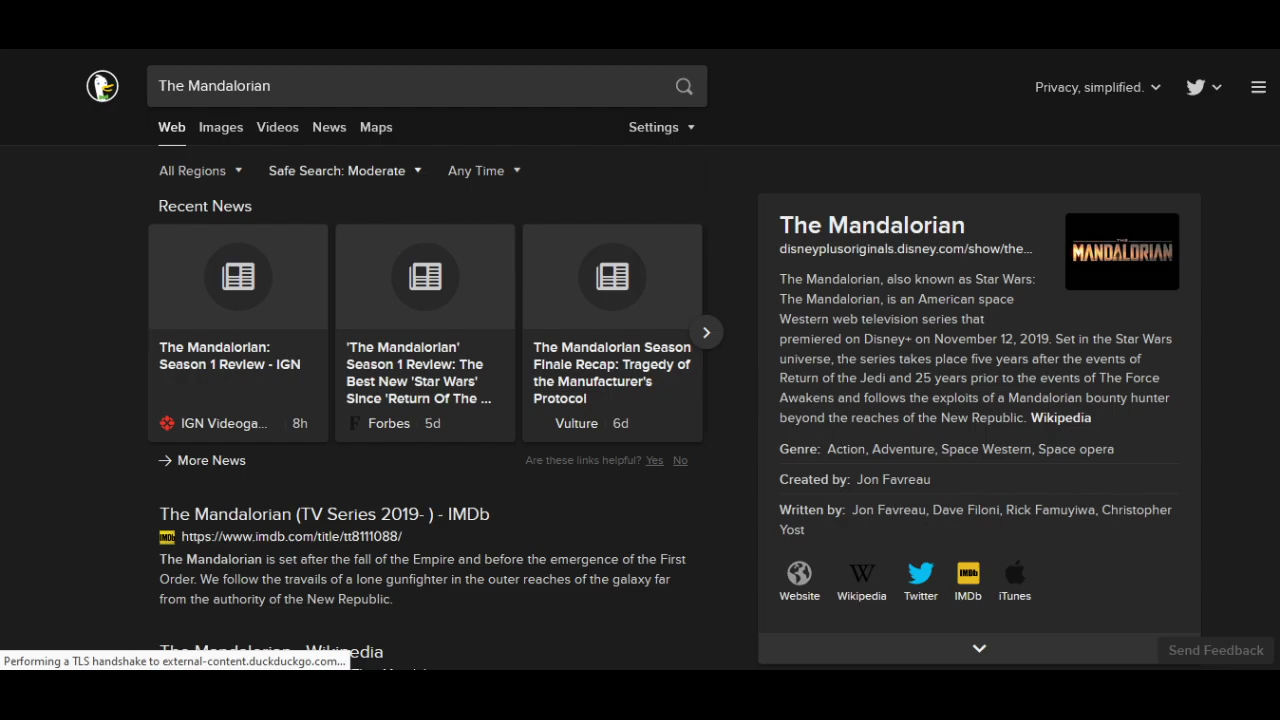 The Mandalorian
Privacy, simplified.
Web Images Videos News Maps Settings
All Regions Safe Search: Moderate Any Time
Recent News
The Mandalorian:
Season 1 Review - IGN
IGN Videoga... 8h
'The Mandalorian'
Season 1 Review: The
Best New 'Star Wars'
Since 'Return Of The ...
Forbes 5d
The Mandalorian Season
Finale Recap: Tragedy of
the Manufacturer's
Protocol
Vulture 6d
More News
Are these links helpful? Yes No
The Mandalorian (TV Series 2019- ) - IMDb
IMDb https://www.imdb.com/title/tt8111088/
The Mandalorian is set after the fall of the Empire and before the emergence of the First
Order. We follow the travails of a lone gunfighter in the outer reaches of the galaxy far
from the authority of the New Republic.
The Mandalorian - Wikipedia
Performing a TLS handshake to external-content.duckduckgo.com...
The Mandalorian
disneyplusoriginals.disney.com/show/the...
THE
MANDALORIAN
The Mandalorian, also known as Star Wars:
The Mandalorian, is an American space
Western web television series that
premiered on Disney+ on November 12, 2019. Set in the Star Wars
universe, the series takes place five years after the events of
Return of the Jedi and 25 years prior to the events of The Force
Awakens and follows the exploits of a Mandalorian bounty hunter
beyond the reaches of the New Republic. Wikipedia
Genre: Action, Adventure, Space Western, Space opera
Created by: Jon Favreau
Written by: Jon Favreau, Dave Filoni, Rick Famuyiwa, Christopher
Yost
W IMDb
Website Wikipedia Twitter IMDb iTunes
Send Feedback